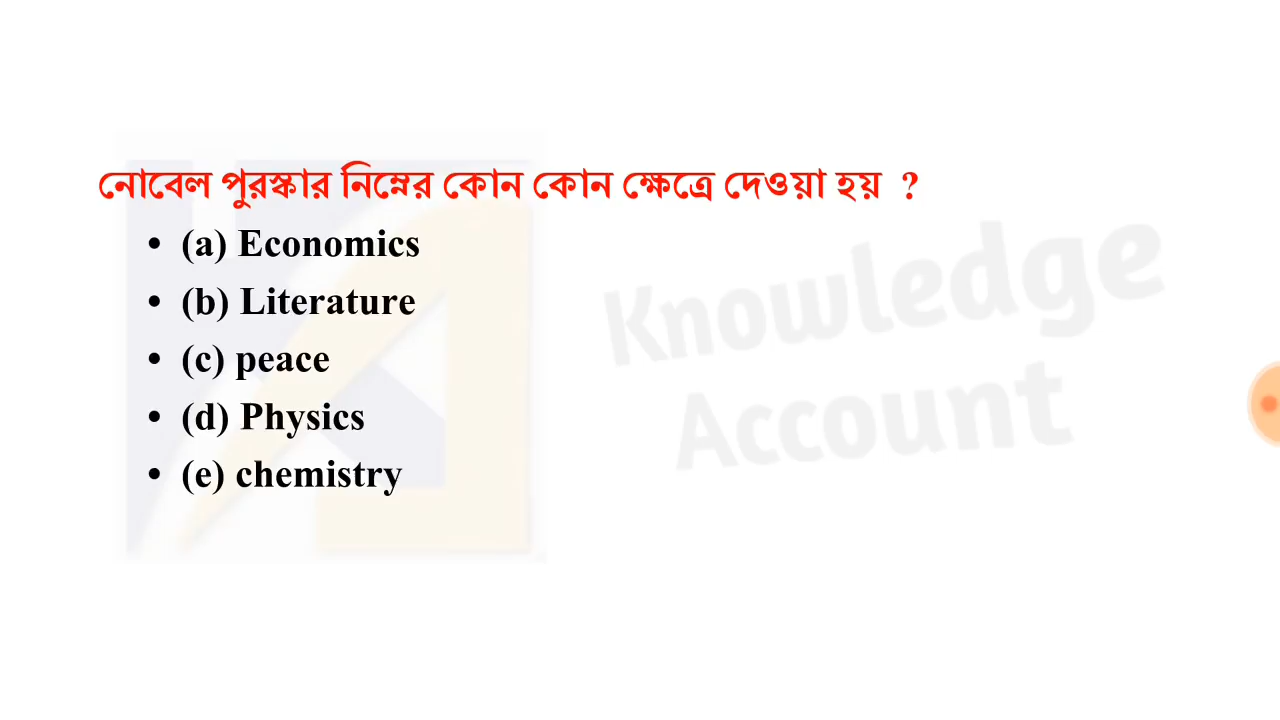 নোবেল পুরস্কার নিম্নের কোন কোন ক্ষেত্রে দেওয়া হয় ?
• (a) Economics
• (b) Literature
• (c) peace
• (d) Physics
• (e) chemistry
Knowledge
Account